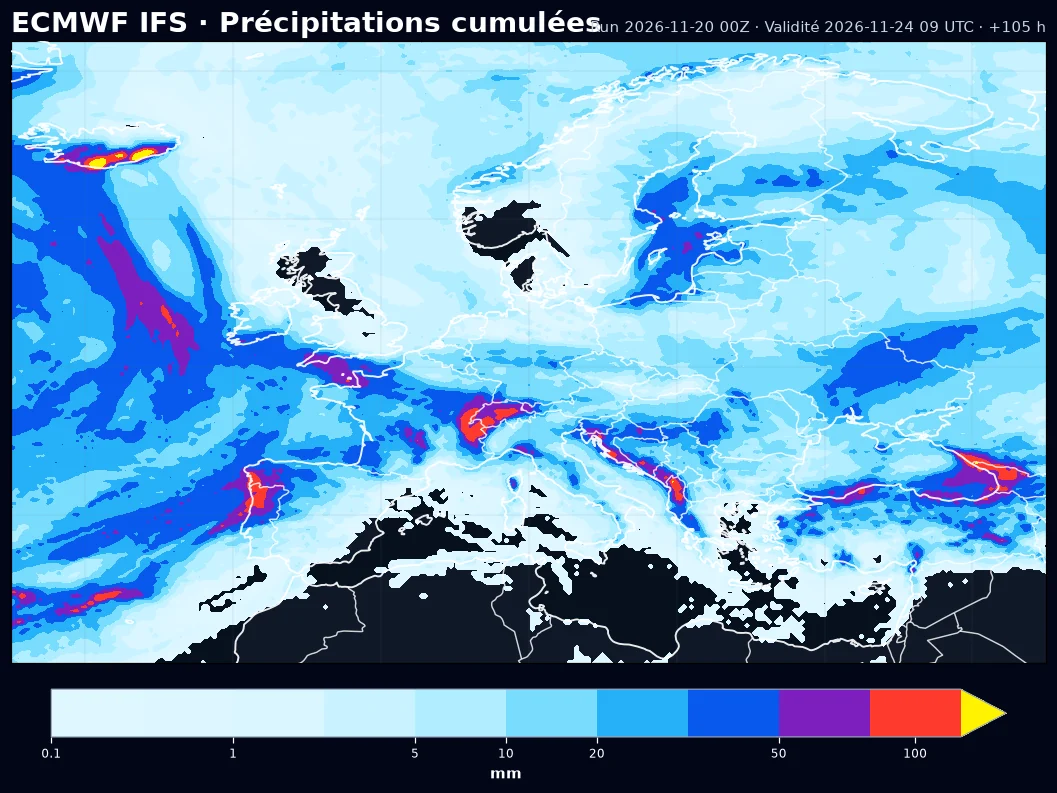 ECMWF IFS · Précipitations cumulées
Run 2026-11-20 00Z · Validité 2026-11-24 09 UTC · +105 h
0.1 1 5 10 20 50 100
mm